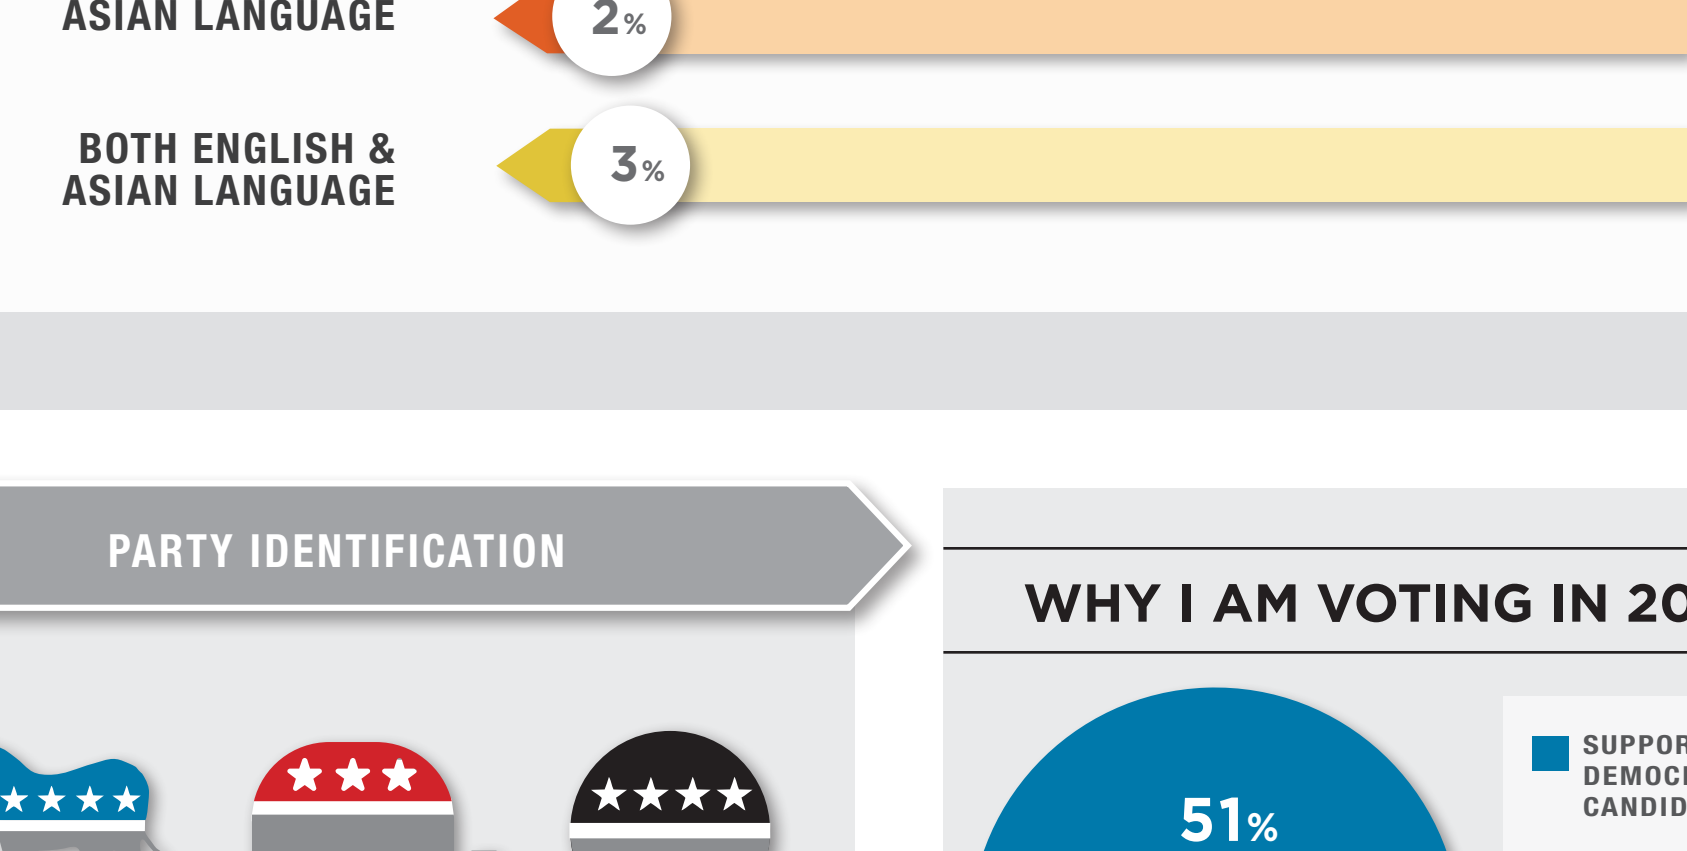 ASIAN LANGUAGE
2%
BOTH ENGLISH &
ASIAN LANGUAGE
3%
PARTY IDENTIFICATION
WHY I AM VOTING IN
51%